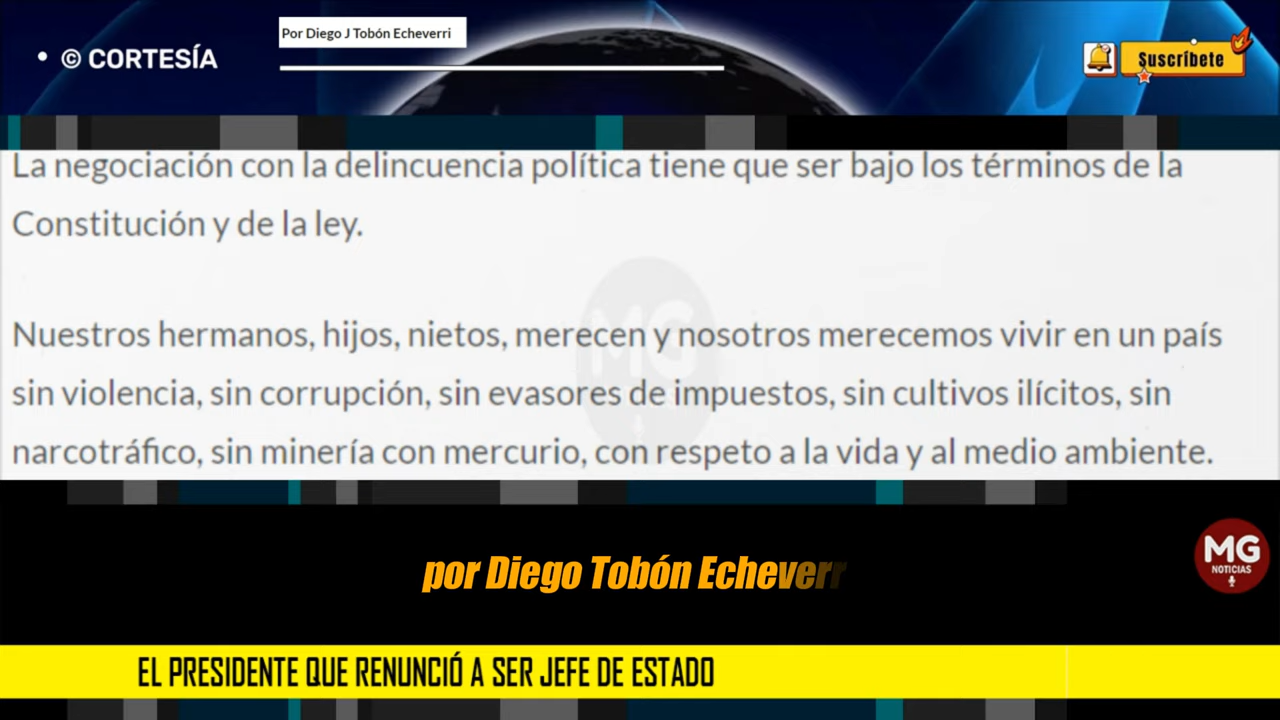 Por Diego J Tobón Echeverri
• © CORTESÍA
Suscríbete
La negociación con la delincuencia política tiene que ser bajo los términos de la
Constitución y de la ley.
MG
Nuestros hermanos, hijos, nietos, merecen y nosotros merecemos vivir en un país
sin violencia, sin corrupción, sin evasores de impuestos, sin cultivos ilícitos, sin
narcotráfico, sin minería con mercurio, con respeto a la vida y al medio ambiente.
MG
NOTICIAS
por Diego Tobón Echeverr
EL PRESIDENTE QUE RENUNCIÓ A SER JEFE DE ESTADO